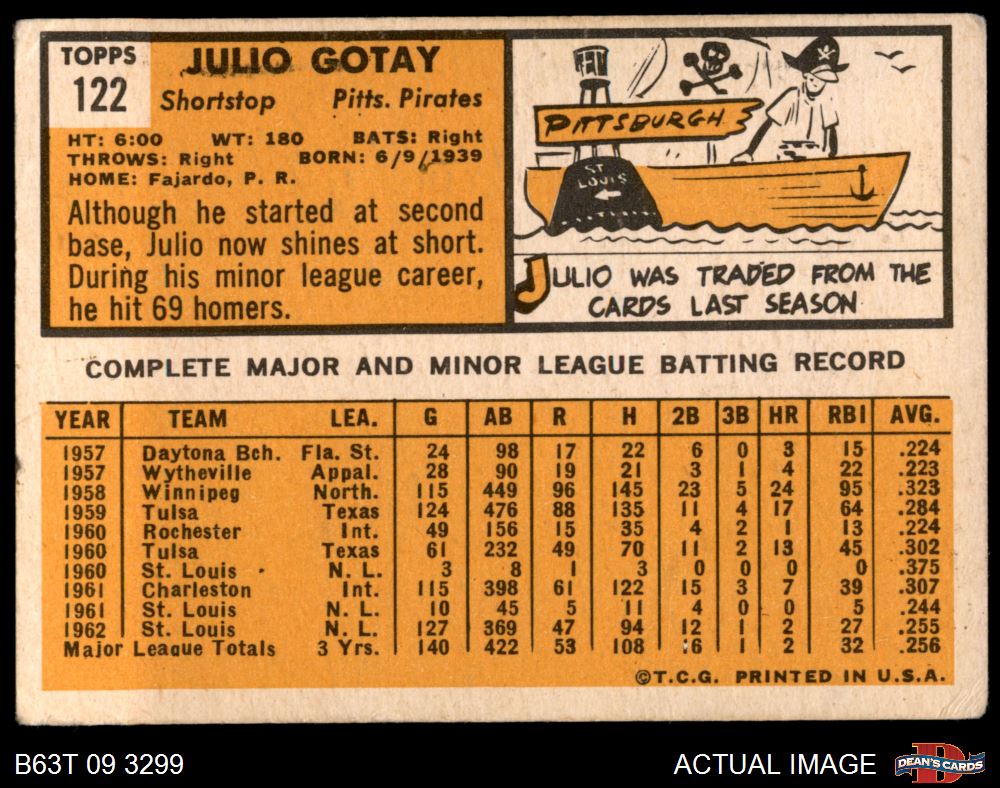 TOPPS
122
JULIO GOTAY
Shortstop Pitts. Pirates
HT: 6:00 WT: 180 BATS: Right
THROWS: Right BORN: 6/9/1939
HOME: Fajardo, P. R.
Although he started at second
base, Julio now shines at short.
During his minor league career,
he hit 69 homers.
PITTSBURGH
ST
LOUIS
JULIO WAS TRADED FROM THE
CARDS LAST SEASON
COMPLETE MAJOR AND MINOR LEAGUE BATTING RECORD
YEAR TEAM LEA. G AB R H 2B 3B HR RBI AVG.
1957 Daytona Bch. Fla. St. 24 98 17 22 6 0 3 15 .224
1957 Wytheville Appal. 28 90 19 21 3 1 4 22 .223
1958 Winnipeg North. 115 449 96 145 23 5 24 95 .323
1959 Tulsa Texas 124 476 88 135 11 4 17 64 .284
1960 Rochester Int. 49 156 15 35 4 2 1 13 .224
1960 Tulsa Texas 61 232 49 70 11 2 13 45 .302
1960 St. Louis N. L. 3 8 1 3 0 0 0 0 .375
1961 Charleston Int. 115 398 61 122 15 3 7 39 .307
1961 St. Louis N. L. 10 45 5 11 4 0 0 5 .244
1962 St. Louis N. L. 127 369 47 94 12 1 2 27 .255
Major League Totals 3 Yrs. 140 422 53 108 16 1 2 32 .256
©T.C.G. PRINTED IN U.S.A.
B63T 09 3299
ACTUAL IMAGE
DEAN'S CARDS